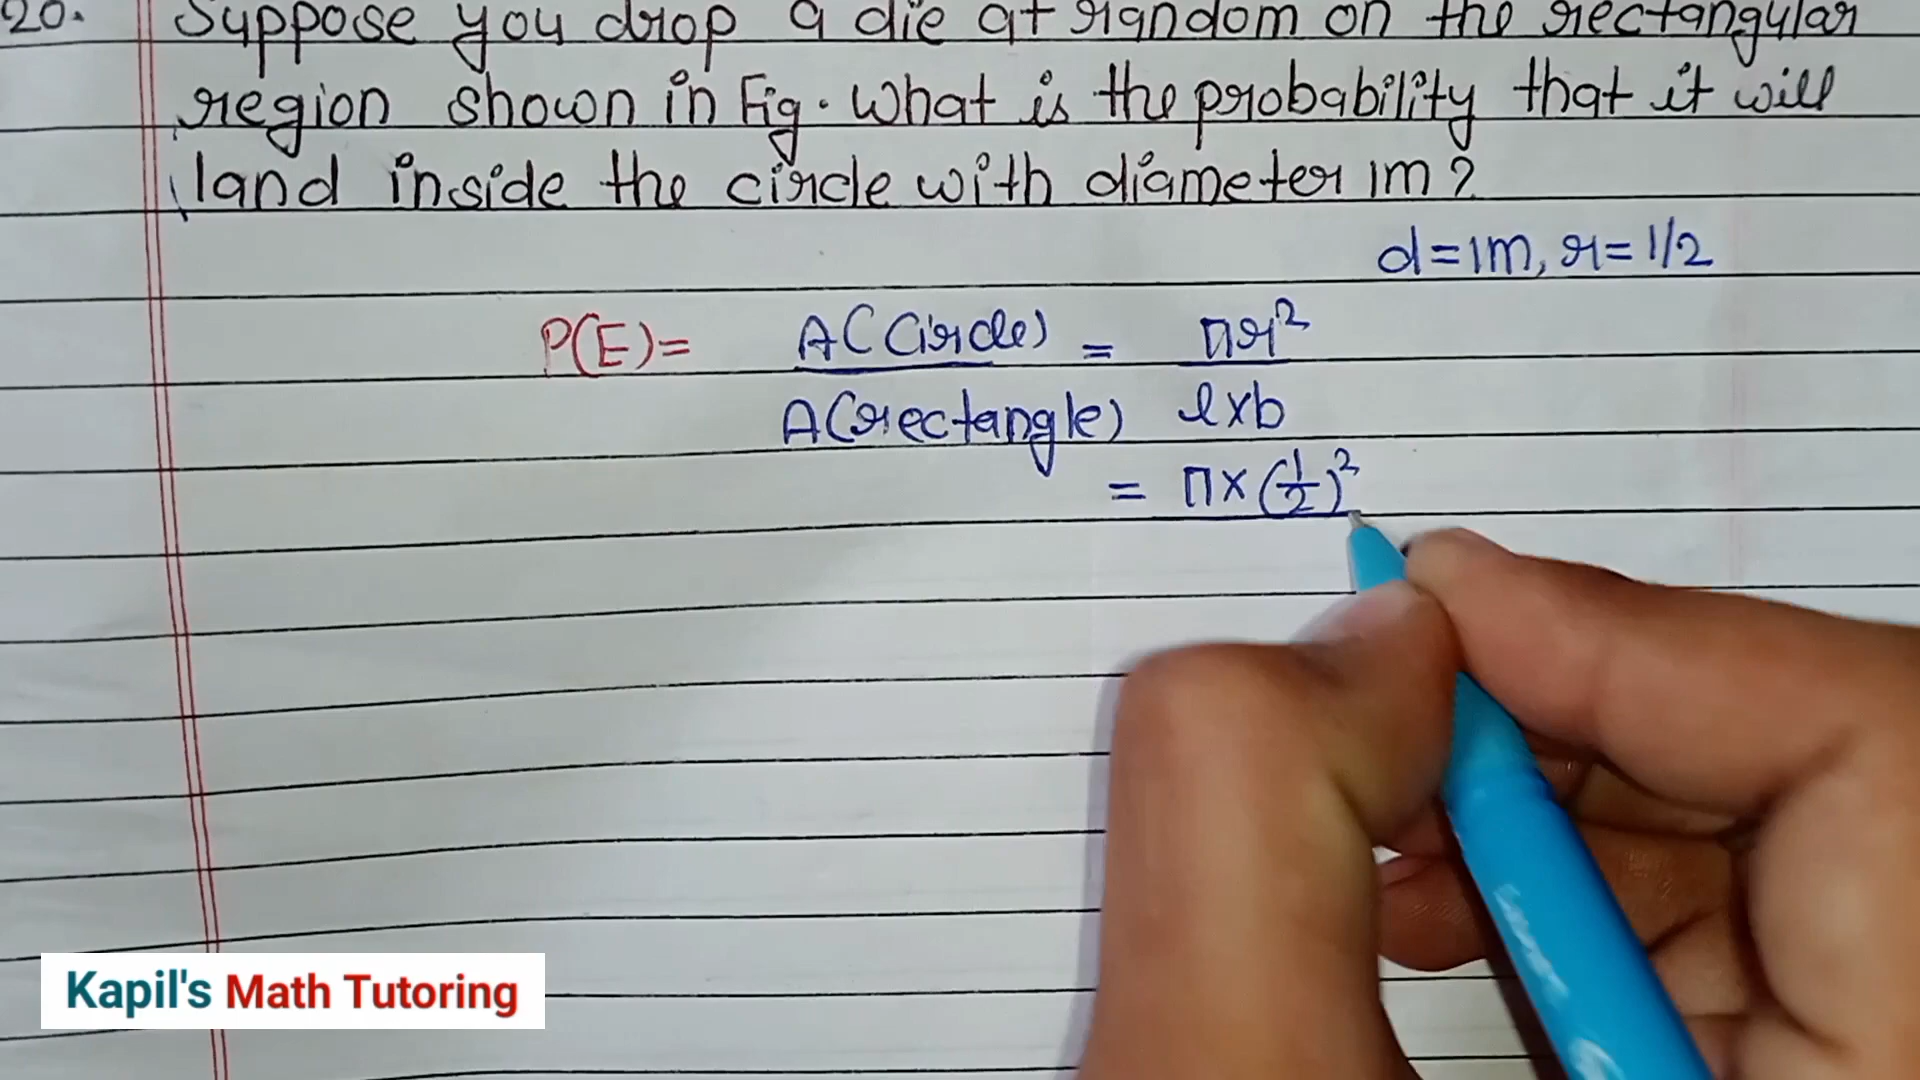 20. Suppose you drop a die at random on the rectangular
region shown in Fig. What is the probability that it will
land inside the circle with diameter 1m?
d=1m, r=1/2
P(E)= A(Circle) = πr²
A(rectangle) l×b
= π×(1/2)²
Kapil's Math Tutoring